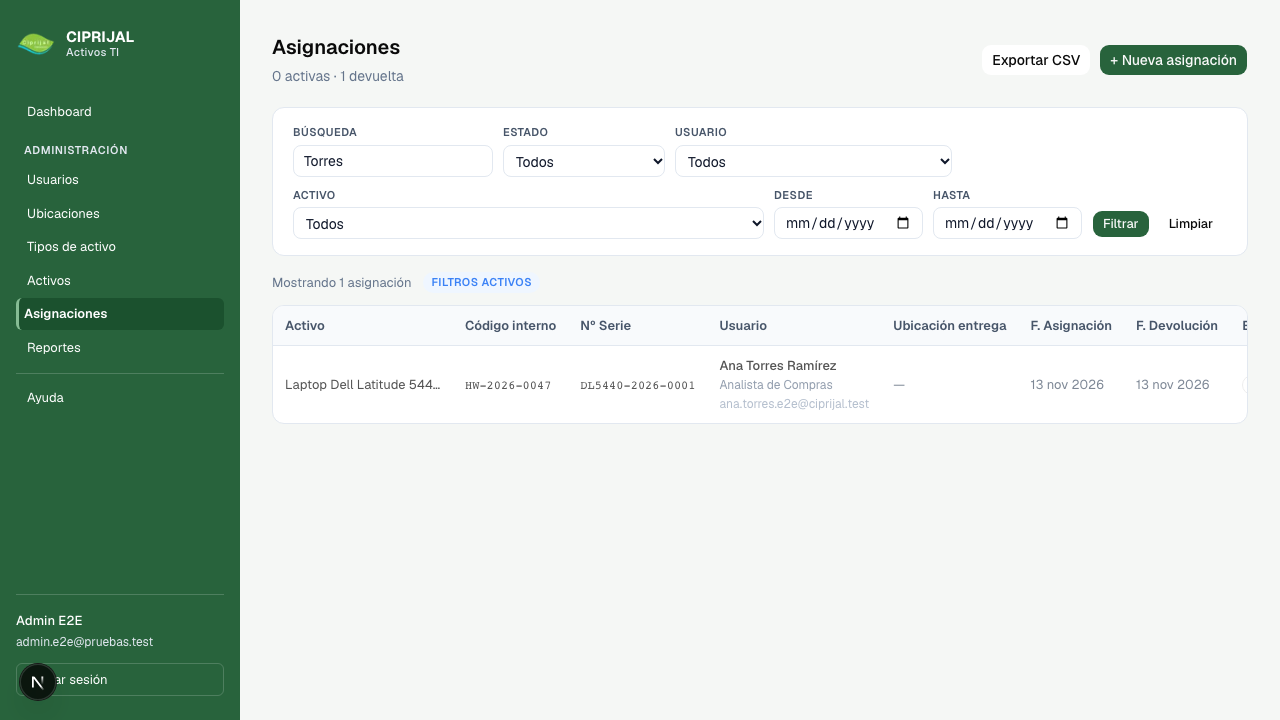 Ciprijal
CIPRIJAL
Activos TI
Dashboard
ADMINISTRACIÓN
Usuarios
Ubicaciones
Tipos de activo
Activos
Asignaciones
Reportes
Ayuda
Admin E2E
admin.e2e@pruebas.test
ar sesión
Asignaciones
0 activas · 1 devuelta
Exportar CSV
+ Nueva asignación
BÚSQUEDA ESTADO USUARIO
Torres Todos Todos
ACTIVO DESDE HASTA
Todos mm/dd/yyyy mm/dd/yyyy Filtrar Limpiar
Mostrando 1 asignación FILTROS ACTIVOS
Activo Código interno Nº Serie Usuario Ubicación entrega F. Asignación F. Devolución
Ana Torres Ramírez
Laptop Dell Latitude 544… HW-2026-0047 DL5440-2026-0001 Analista de Compras — 13 nov 2026 13 nov 2026
ana.torres.e2e@ciprijal.test